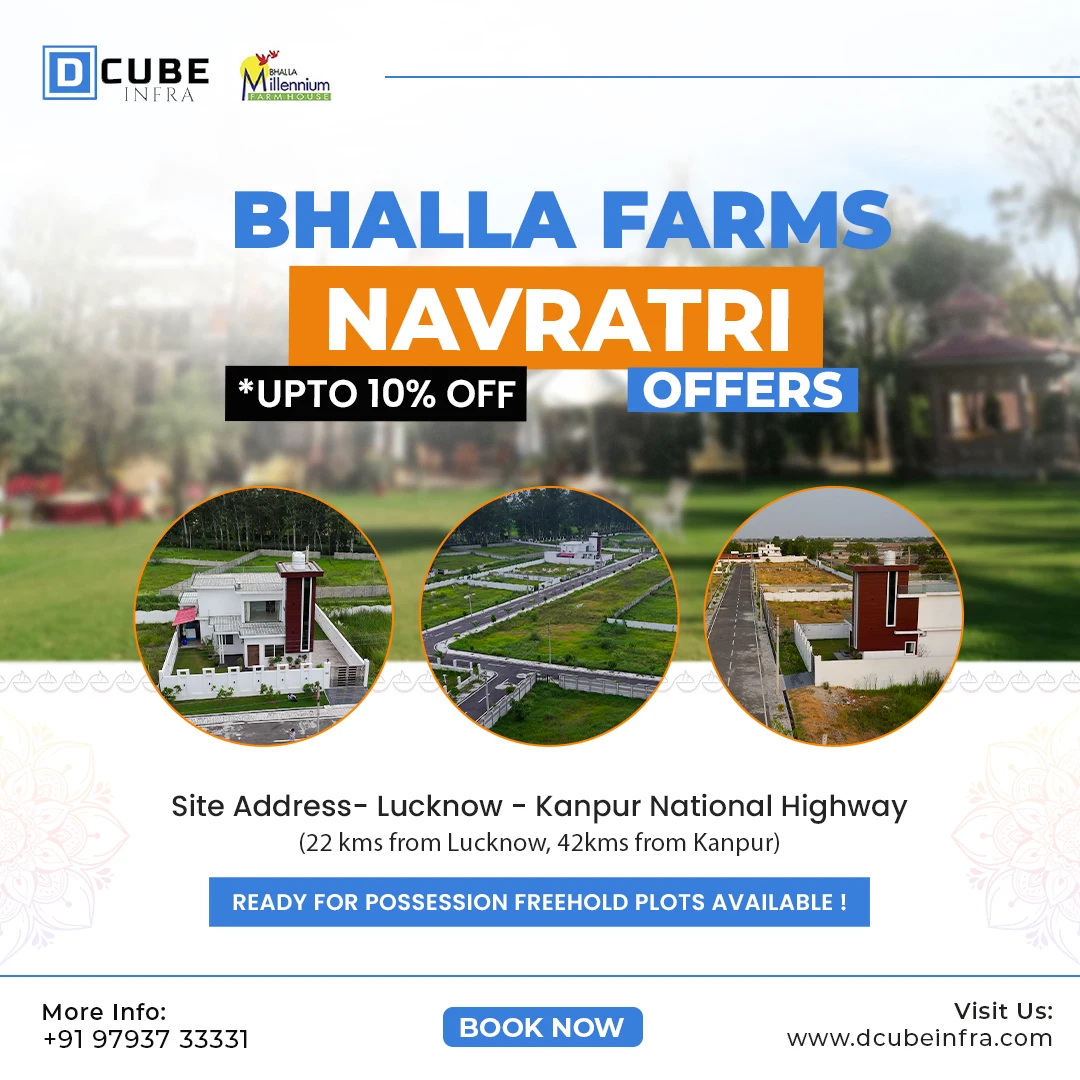 D CUBE
INFRA
BHALLA
Millennium
FARM HOUSE
BHALLA FARMS
NAVRATRI
*UPTO 10% OFF
OFFERS
Site Address- Lucknow - Kanpur National Highway
(22 kms from Lucknow, 42kms from Kanpur)
READY FOR POSSESSION FREEHOLD PLOTS AVAILABLE !
More Info:
+91 97937 33331
BOOK NOW
Visit Us:
www.dcubeinfra.com